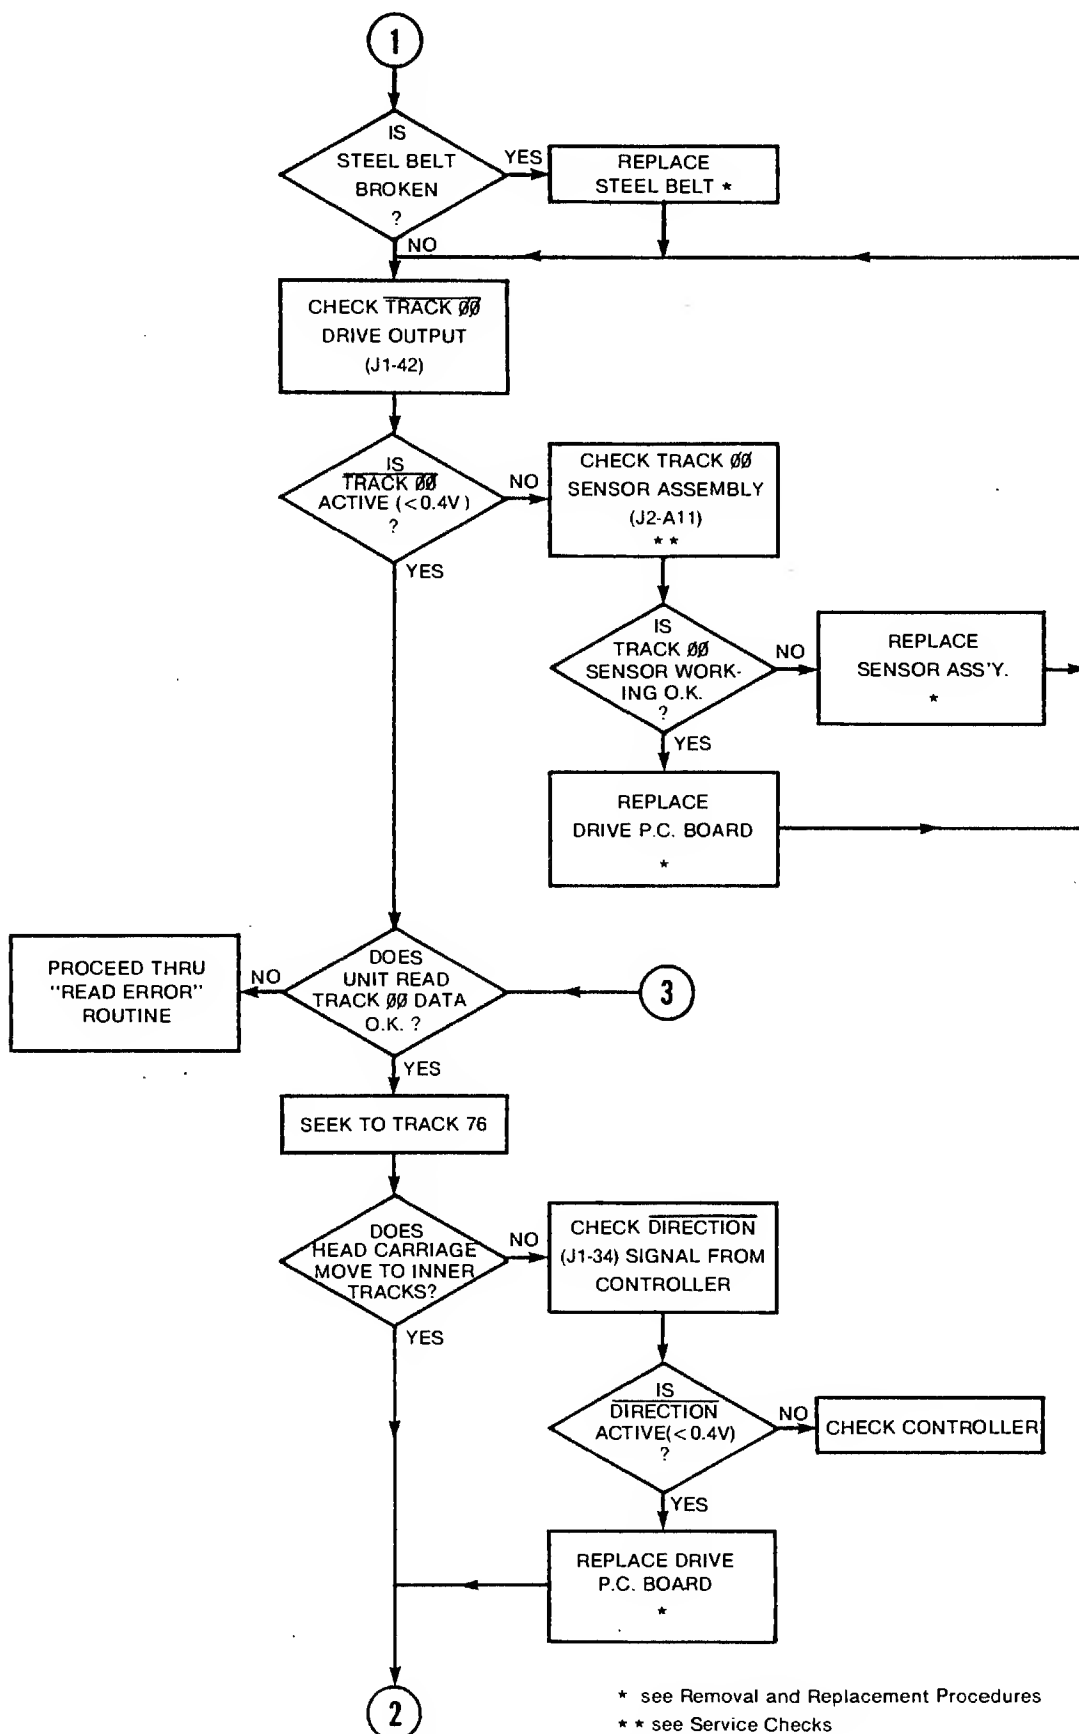 1
IS
STEEL BELT
BROKEN
?
YES
REPLACE
STEEL BELT *
NO
CHECK TRACK ØØ
DRIVE OUTPUT
(J1-42)
IS
TRACK ØØ
ACTIVE (<0.4V)
?
NO
CHECK TRACK ØØ
SENSOR ASSEMBLY
(J2-A11)
* *
YES
IS
TRACK ØØ
SENSOR WORK-
ING O.K.
?
NO
REPLACE
SENSOR ASS'Y.
*
YES
REPLACE
DRIVE P.C. BOARD
*
DOES
UNIT READ
TRACK ØØ DATA
O.K. ?
3
NO
PROCEED THRU
"READ ERROR"
ROUTINE
YES
SEEK TO TRACK 76
DOES
HEAD CARRIAGE
MOVE TO INNER
TRACKS?
NO
CHECK DIRECTION
(J1-34) SIGNAL FROM
CONTROLLER
YES
IS
DIRECTION
ACTIVE(<0.4V)
?
NO
CHECK CONTROLLER
YES
REPLACE DRIVE
P.C. BOARD
*
2
* see Removal and Replacement Procedures
* * see Service Checks